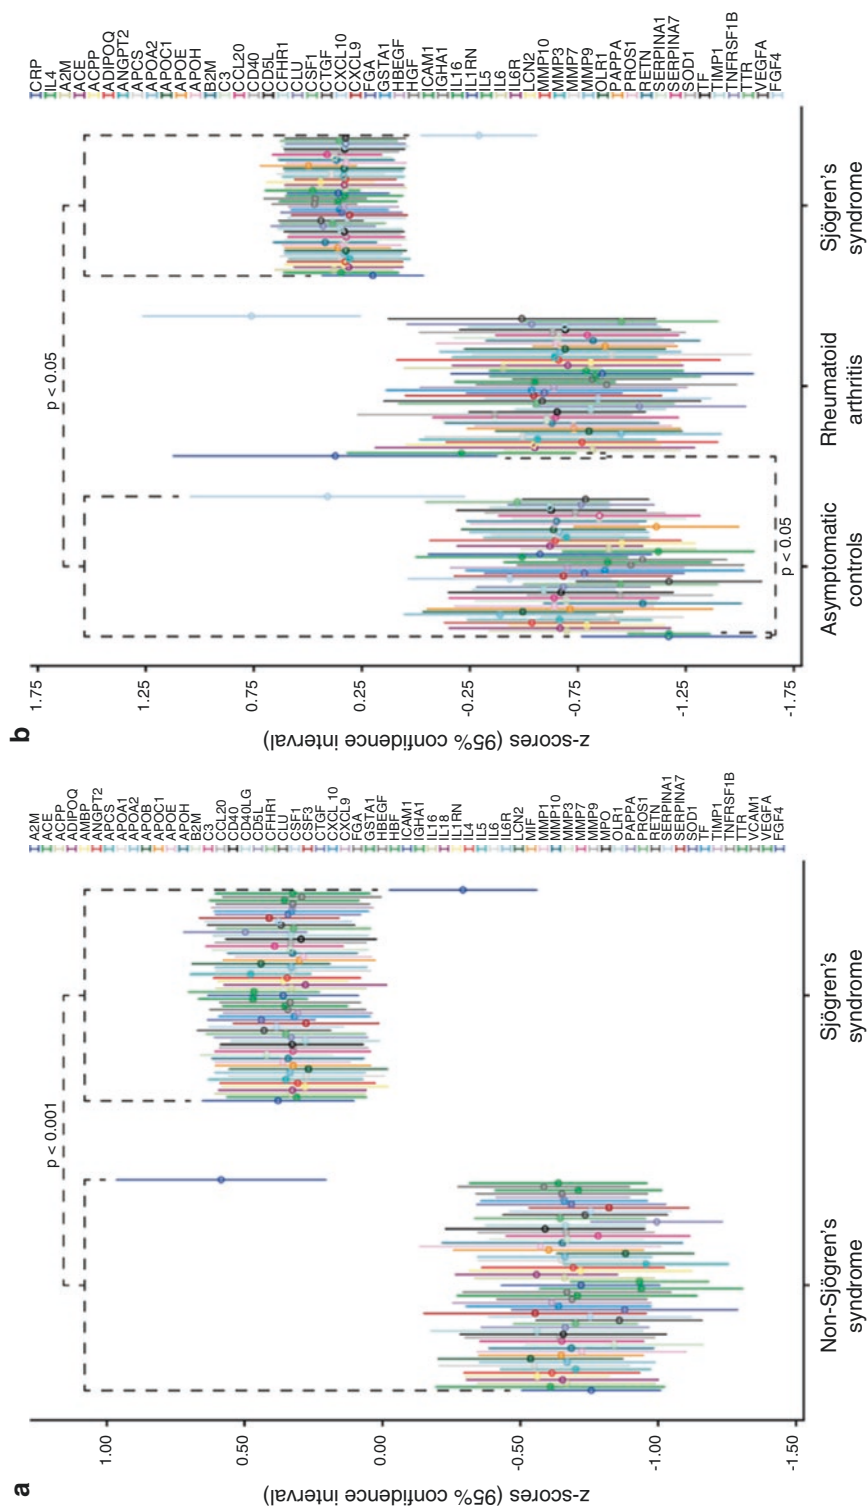 a
z-scores (95% confidence interval)
1.00
0.50
0.00
-0.50
-1.00
-1.50
p < 0.001
Non-Sjögren's
syndrome
Sjögren's
syndrome
A2M
ACE
ACPP
ADIPOQ
AMBP
ANGPT2
APCS
APOA1
APOA2
APOB
APOC1
APOE
APOH
B2M
C3
CCL20
CD40
CD40LG
CD5L
CFHR1
CLU
CSF1
CSF3
CTGF
CXCL10
CXCL9
FGA
GSTA1
HBEGF
HBF
ICAM1
IGHA1
IL16
IL18
IL1RN
IL4
IL5
IL6
IL6R
LCN2
MIF
MMP1
MMP10
MMP3
MMP7
MMP9
MPO
OLR1
PAPPA
PROS1
RETN
SERPINA1
SERPINA7
SOD1
TF
TIMP1
TNFRSF1B
TTR
VCAM1
VEGFA
FGF4
b
z-scores (95% confidence interval)
1.75
1.25
0.75
0.25
-0.25
-0.75
-1.25
-1.75
p < 0.05
p < 0.05
Asymptomatic
controls
Rheumatoid
arthritis
Sjögren's
syndrome
CRP
IL4
A2M
ACE
ACPP
ADIPOQ
ANGPT2
APCS
APOA2
APOC1
APOE
APOH
B2M
C3
CCL20
CD40
CD5L
CFHR1
CLU
CSF1
CTGF
CXCL10
CXCL9
FGA
GSTA1
HBEGF
HGF
ICAM1
IGHA1
IL16
IL1RN
IL5
IL6
IL6R
LCN2
MMP10
MMP3
MMP7
MMP9
OLR1
PAPPA
PROS1
RETN
SERPINA1
SERPINA7
SOD1
TF
TIMP1
TNFRSF1B
TTR
VEGFA
FGF4